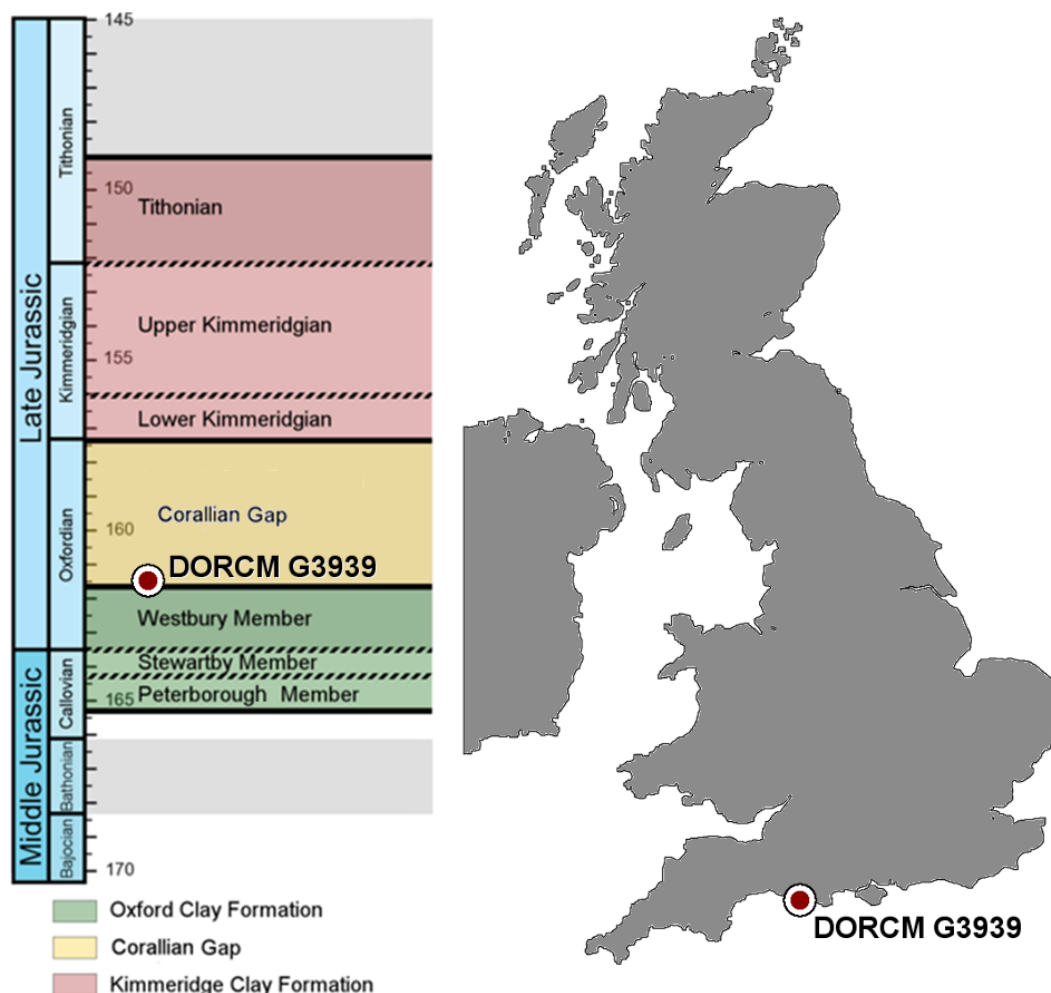 145
150
155
160
165
170
Late Jurassic
Middle Jurassic
Tithonian
Kimmeridgian
Oxfordian
Callovian
Bathonian
Bajocian
Tithonian
Upper Kimmeridgian
Lower Kimmeridgian
Corallian Gap
DORCM G3939
Westbury Member
Stewartby Member
Peterborough Member
Oxford Clay Formation
Corallian Gap
Kimmeridge Clay Formation
DORCM G3939